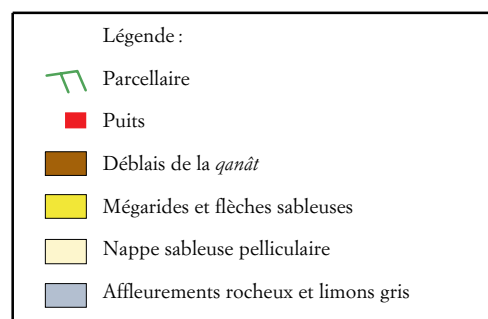 Légende :
Parcellaire
Puits
Déblais de la qanât
Mégarides et flèches sableuses
Nappe sableuse pelliculaire
Affleurements rocheux et limons gris